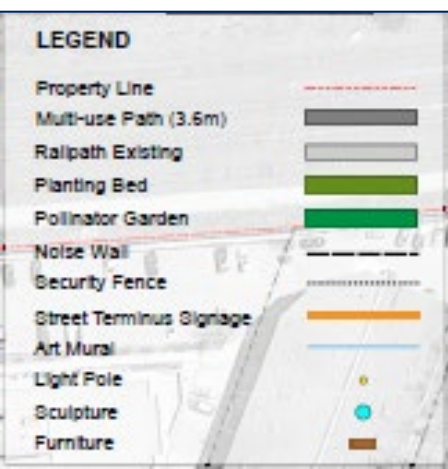 LEGEND
Property Line
Multi-use Path (3.6m)
Railpath Existing
Planting Bed
Pollinator Garden
Noise Wall
Security Fence
Street Terminus Signage
Art Mural
Light Pole
Sculpture
Furniture